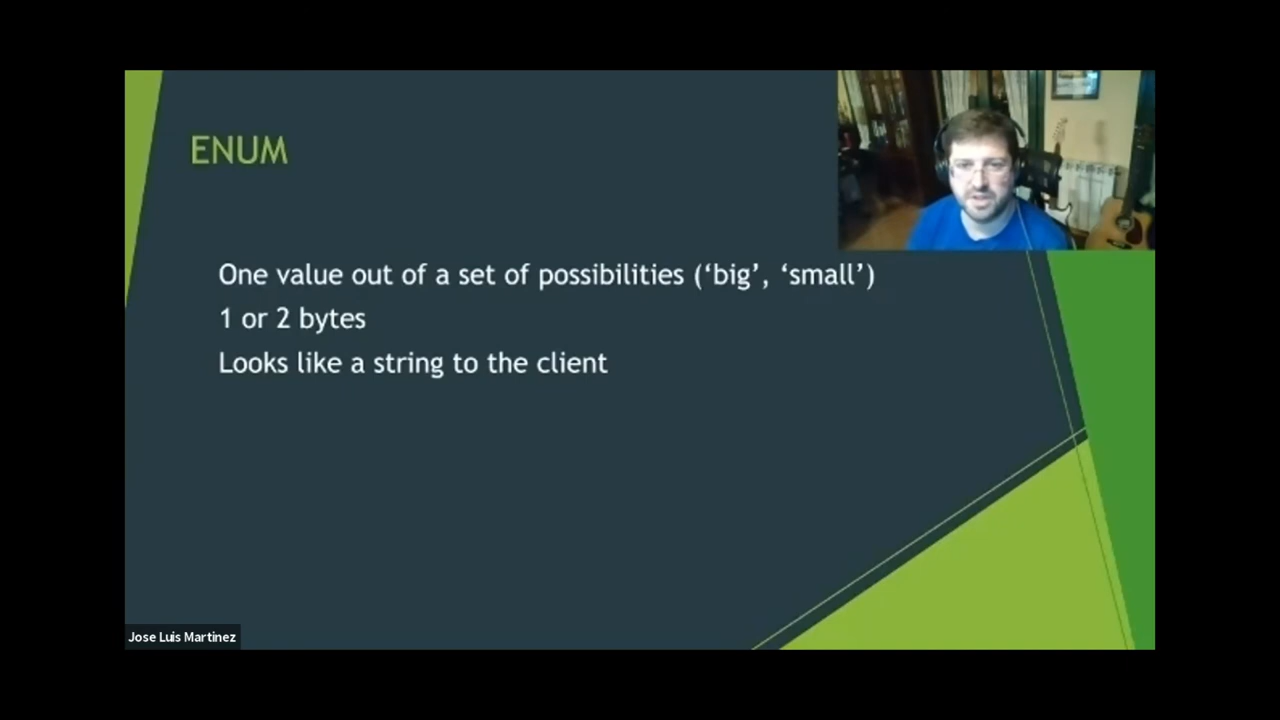 ENUM
One value out of a set of possibilities (‘big’, ‘small’)
1 or 2 bytes
Looks like a string to the client
Jose Luis Martinez